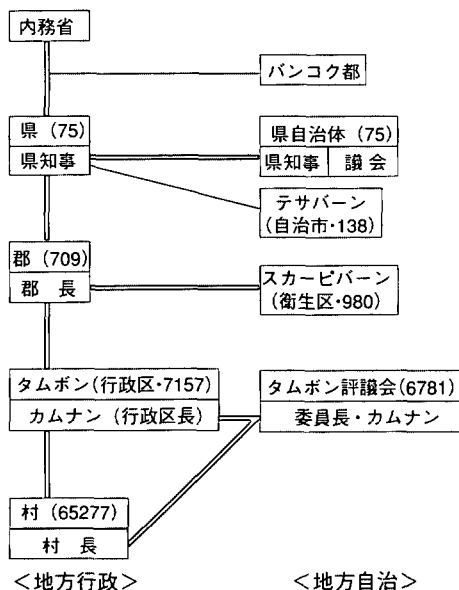 内務省
バンコク都
県 (75)
県知事
県自治体 (75)
県知事 議会
テサバーン
(自治市・138)
郡 (709)
郡 長
スカーピバーン
(衛生区・980)
タムボン(行政区・7157)
カムナン (行政区長)
タムボン評議会(6781)
委員長・カムナン
村 (65277)
村 長
<地方行政> <地方自治>